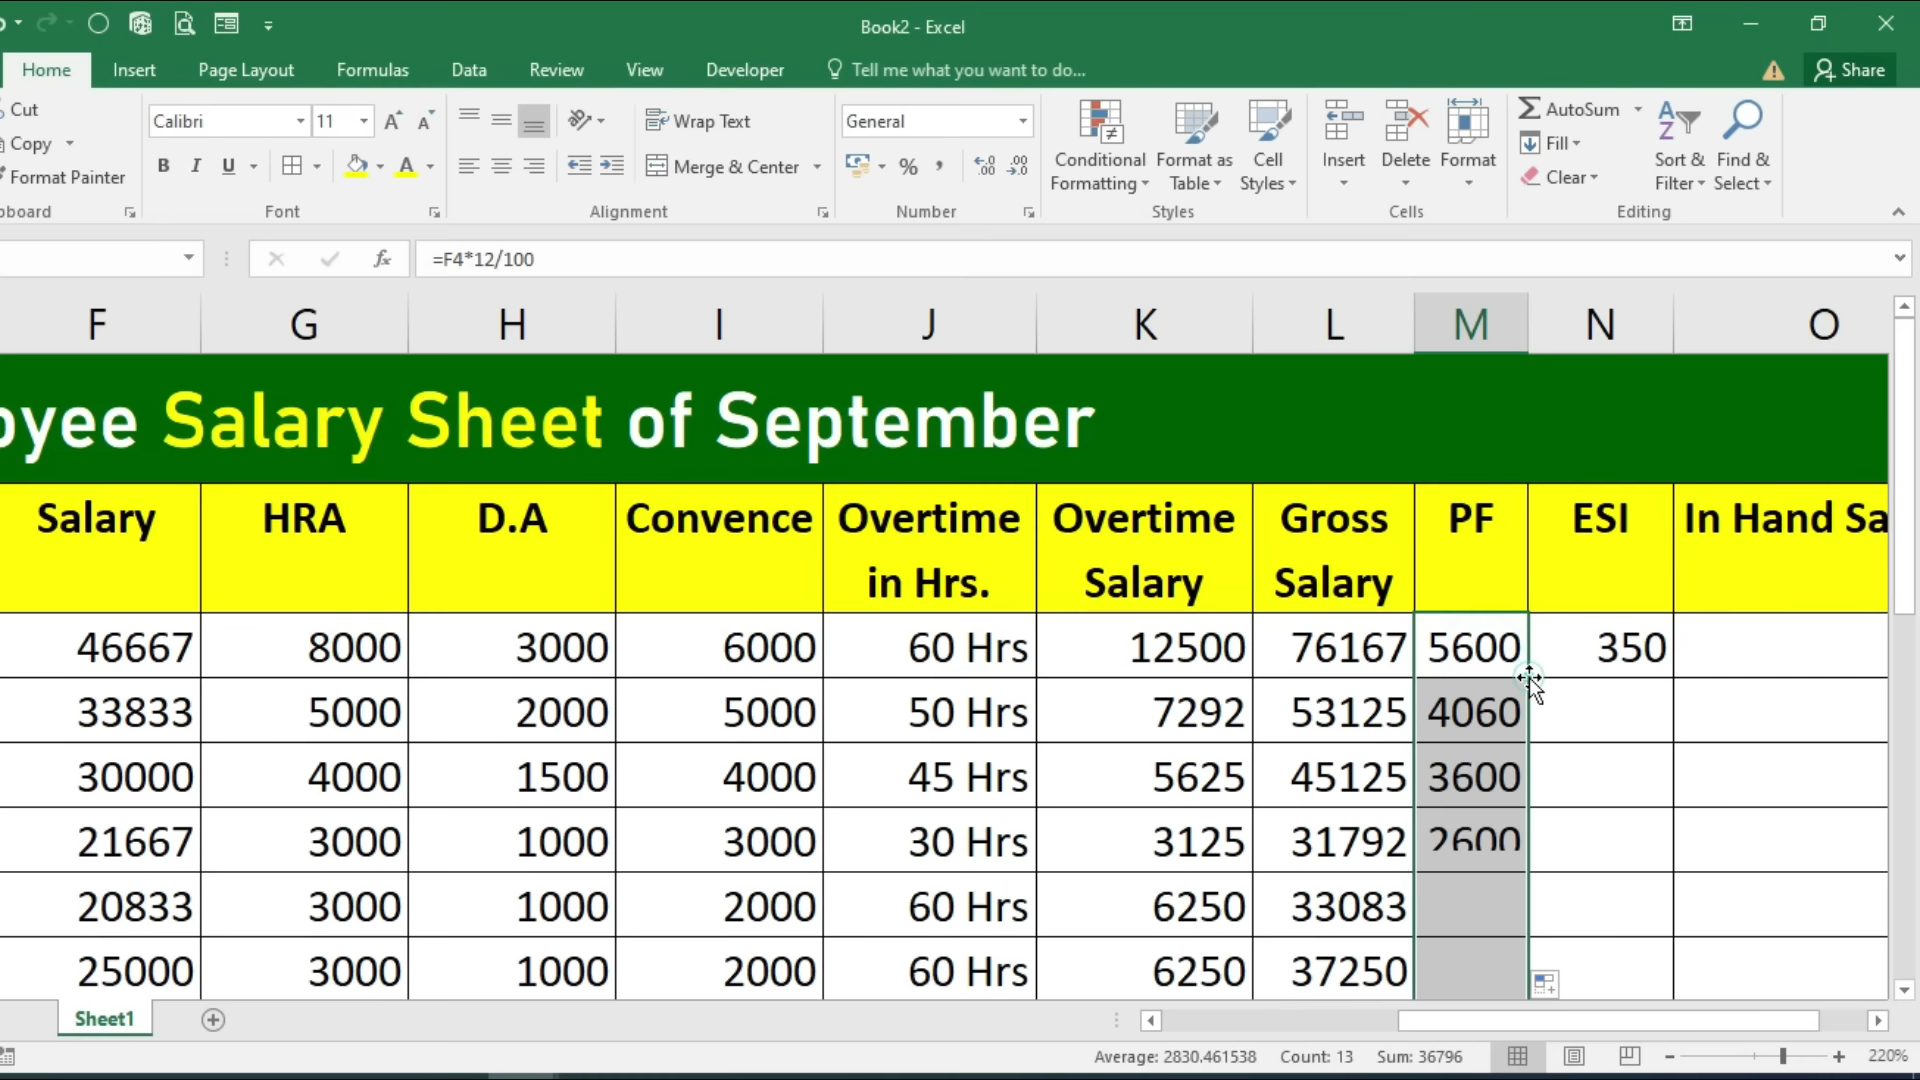 Book2 - Excel
Home Insert Page Layout Formulas Data Review View Developer Tell me what you want to do... Share
Cut
Copy
Format Painter
Calibri 11
B I U A
Wrap Text
Merge & Center
General
% ,
Conditional Formatting
Format as Table
Cell Styles
Insert Delete Format
AutoSum
Fill
Clear
Sort & Filter
Find & Select
Font Alignment Number Styles Cells Editing
fx =F4*12/100
F G H I J K L M N O
Salary Sheet of September
Salary HRA D.A Convence Overtime Overtime Gross PF ESI In Hand
in Hrs. Salary Salary
46667 8000 3000 6000 60 Hrs 12500 76167 5600 350
33833 5000 2000 5000 50 Hrs 7292 53125 4060
30000 4000 1500 4000 45 Hrs 5625 45125 3600
21667 3000 1000 3000 30 Hrs 3125 31792 2600
20833 3000 1000 2000 60 Hrs 6250 33083
25000 3000 1000 2000 60 Hrs 6250 37250
Sheet1
Average: 2830.461538 Count: 13 Sum: 36796 220%